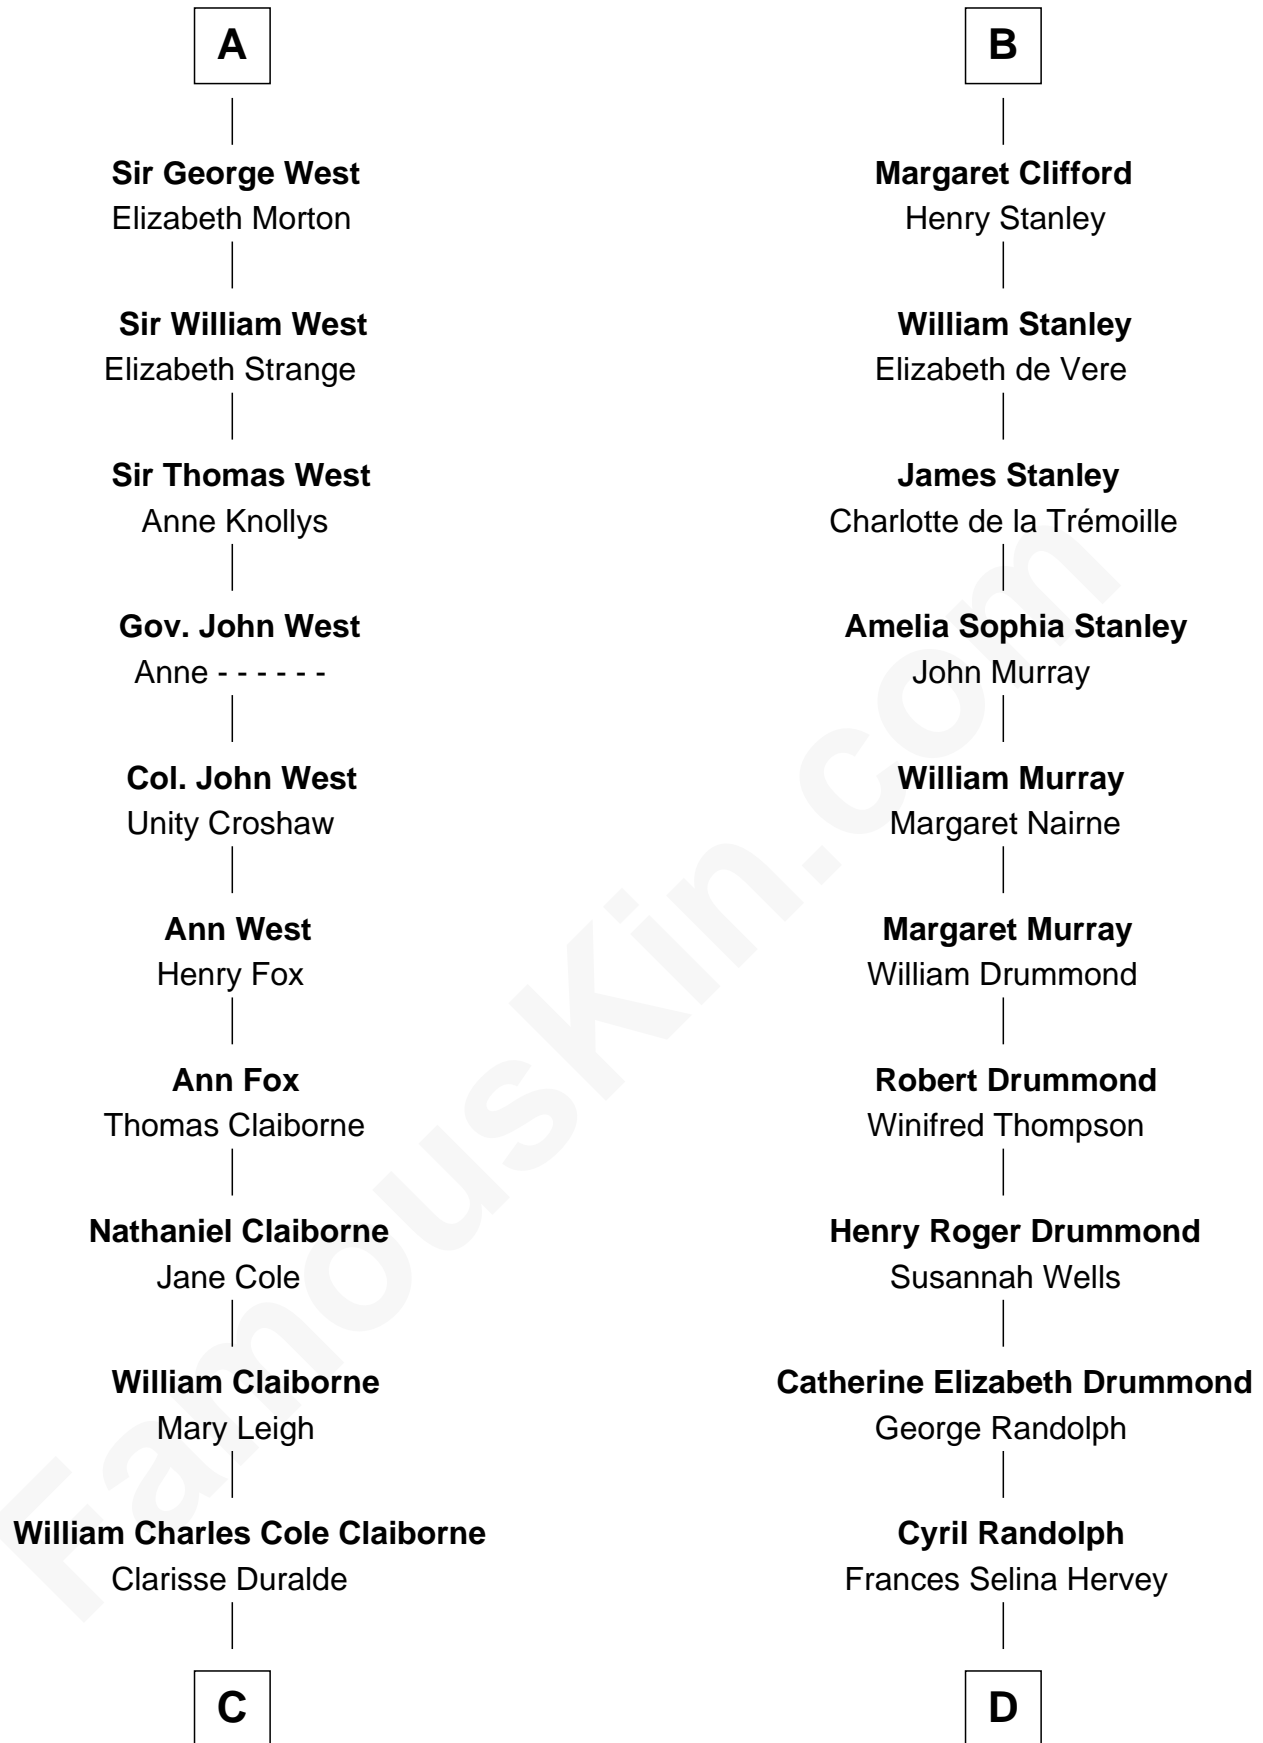 A
Sir George West
Elizabeth Morton
Sir William West
Elizabeth Strange
Sir Thomas West
Anne Knollys
Gov. John West
Anne - - - - - -
Col. John West
Unity Croshaw
Ann West
Henry Fox
Ann Fox
Thomas Claiborne
Nathaniel Claiborne
Jane Cole
William Claiborne
Mary Leigh
William Charles Cole Claiborne
Clarisse Duralde
C
B
Margaret Clifford
Henry Stanley
William Stanley
Elizabeth de Vere
James Stanley
Charlotte de la Trémoille
Amelia Sophia Stanley
John Murray
William Murray
Margaret Nairne
Margaret Murray
William Drummond
Robert Drummond
Winifred Thompson
Henry Roger Drummond
Susannah Wells
Catherine Elizabeth Drummond
George Randolph
Cyril Randolph
Frances Selina Hervey
D
FamousKin.com